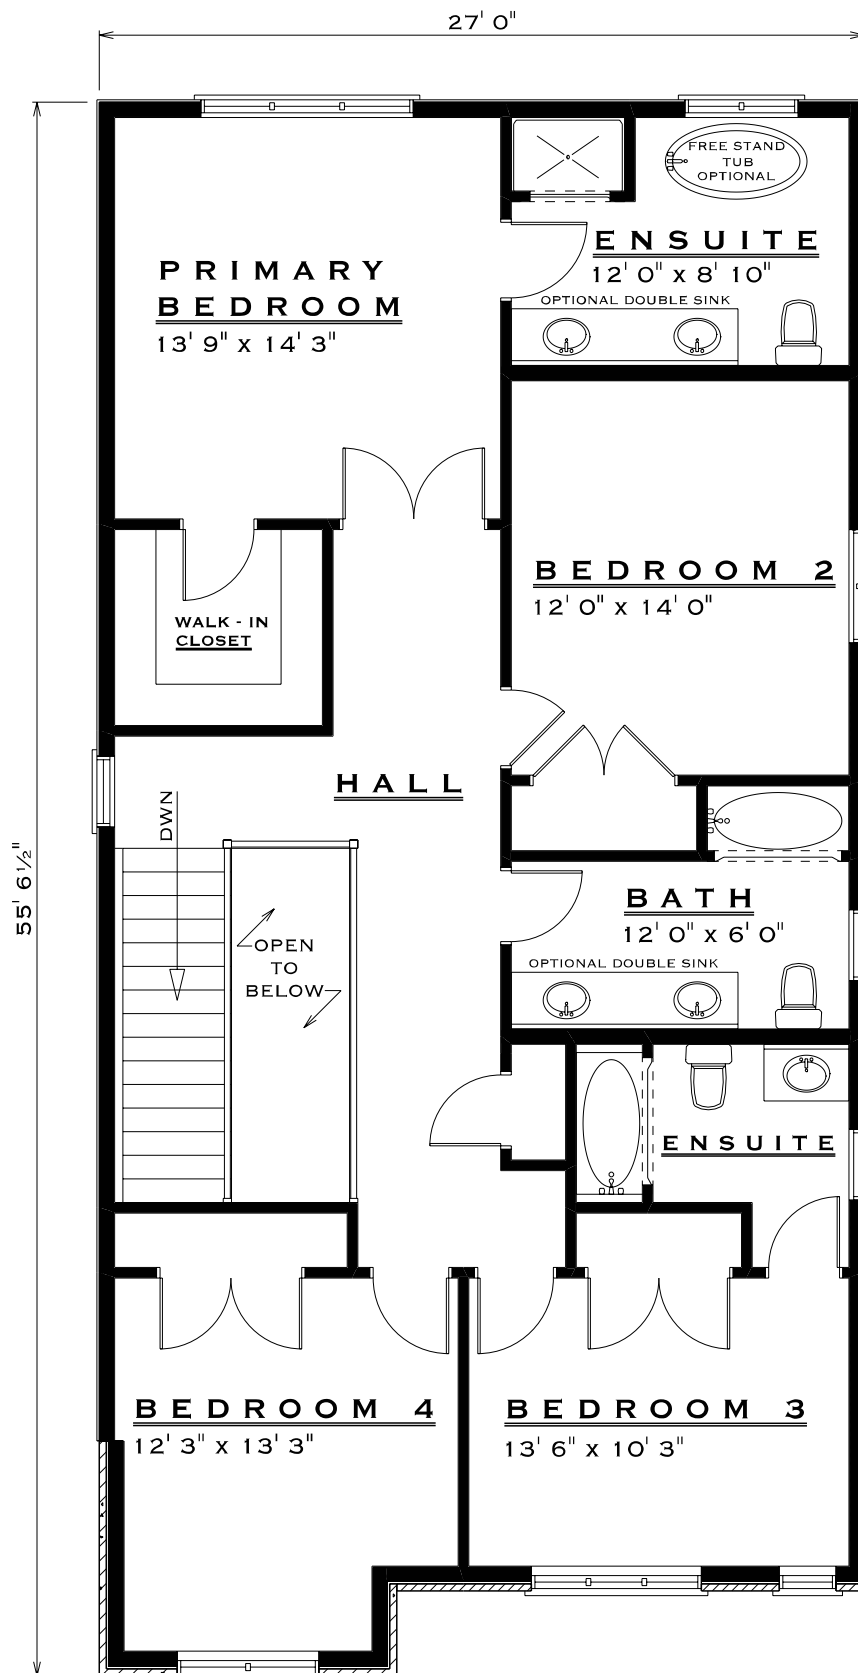 27' 0"
FREE STAND
TUB
OPTIONAL
ENSUITE
12' 0" x 8' 10"
OPTIONAL DOUBLE SINK
PRIMARY
BEDROOM
13' 9" x 14' 3"
BEDROOM 2
12' 0" x 14' 0"
WALK - IN
CLOSET
HALL
DWN
55' 6½"
BATH
12' 0" x 6' 0"
OPEN
TO
BELOW
OPTIONAL DOUBLE SINK
ENSUITE
BEDROOM 4
12' 3" x 13' 3"
BEDROOM 3
13' 6" x 10' 3"